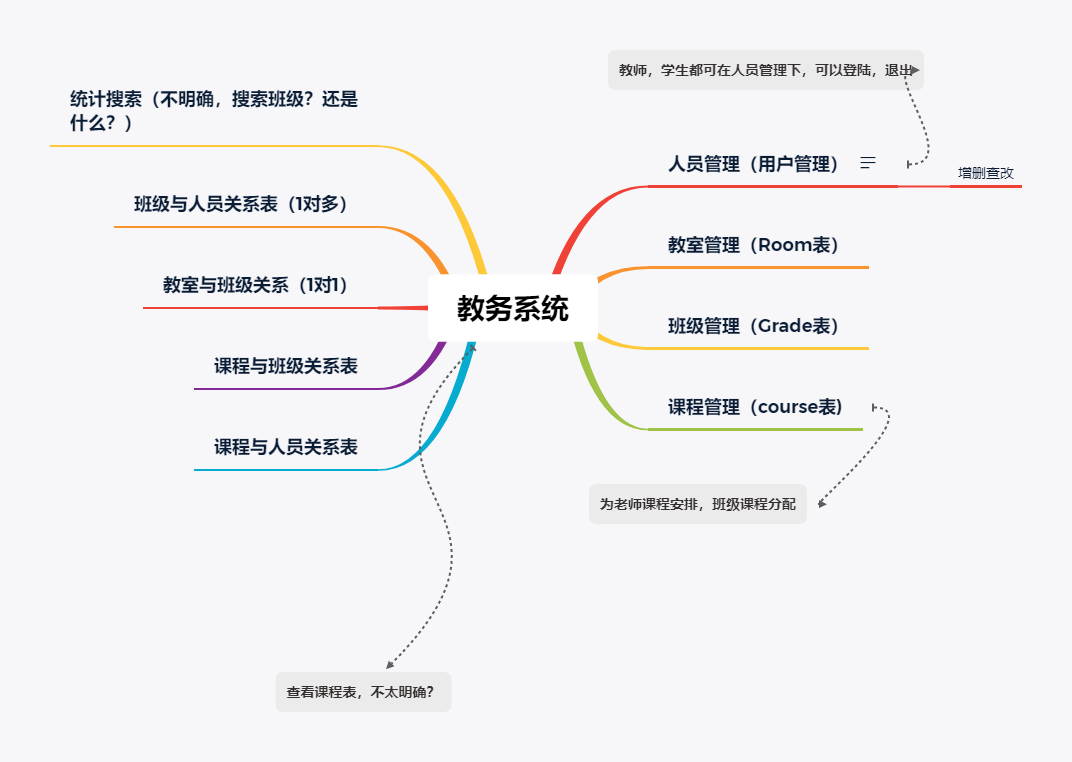 教师，学生都可在人员管理下，可以登陆，退出
统计搜索（不明确，搜索班级？还是
什么？）
人员管理（用户管理）
增删查改
班级与人员关系表（1对多）
教室管理（Room表）
教室与班级关系（1对1）
教务系统
班级管理（Grade表）
课程与班级关系表
课程管理（course表)
课程与人员关系表
为老师课程安排，班级课程分配
查看课程表，不太明确？